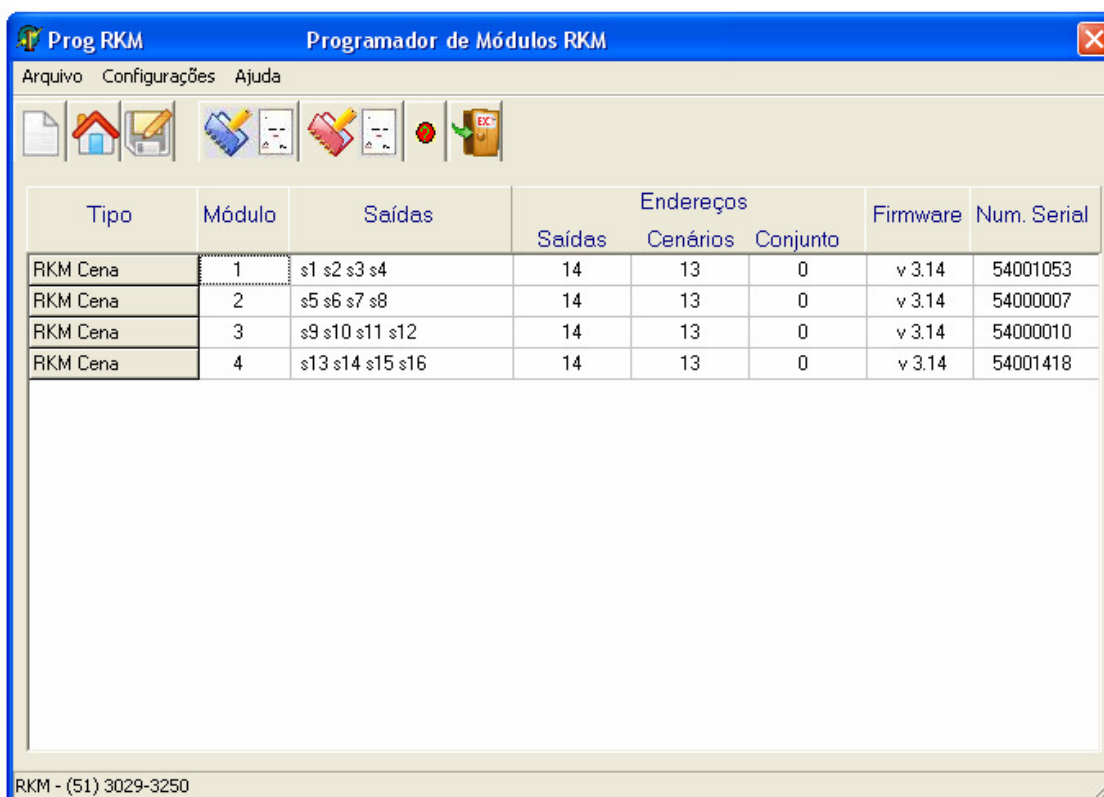 Prog RKM Programador de Módulos RKM
Arquivo Configurações Ajuda
EXIT
Tipo Módulo Saídas Endereços Firmware Num. Serial
Saídas Cenários Conjunto
RKM Cena 1 s1 s2 s3 s4 14 13 0 v 3.14 54001053
RKM Cena 2 s5 s6 s7 s8 14 13 0 v 3.14 54000007
RKM Cena 3 s9 s10 s11 s12 14 13 0 v 3.14 54000010
RKM Cena 4 s13 s14 s15 s16 14 13 0 v 3.14 54001418
RKM - (51) 3029-3250